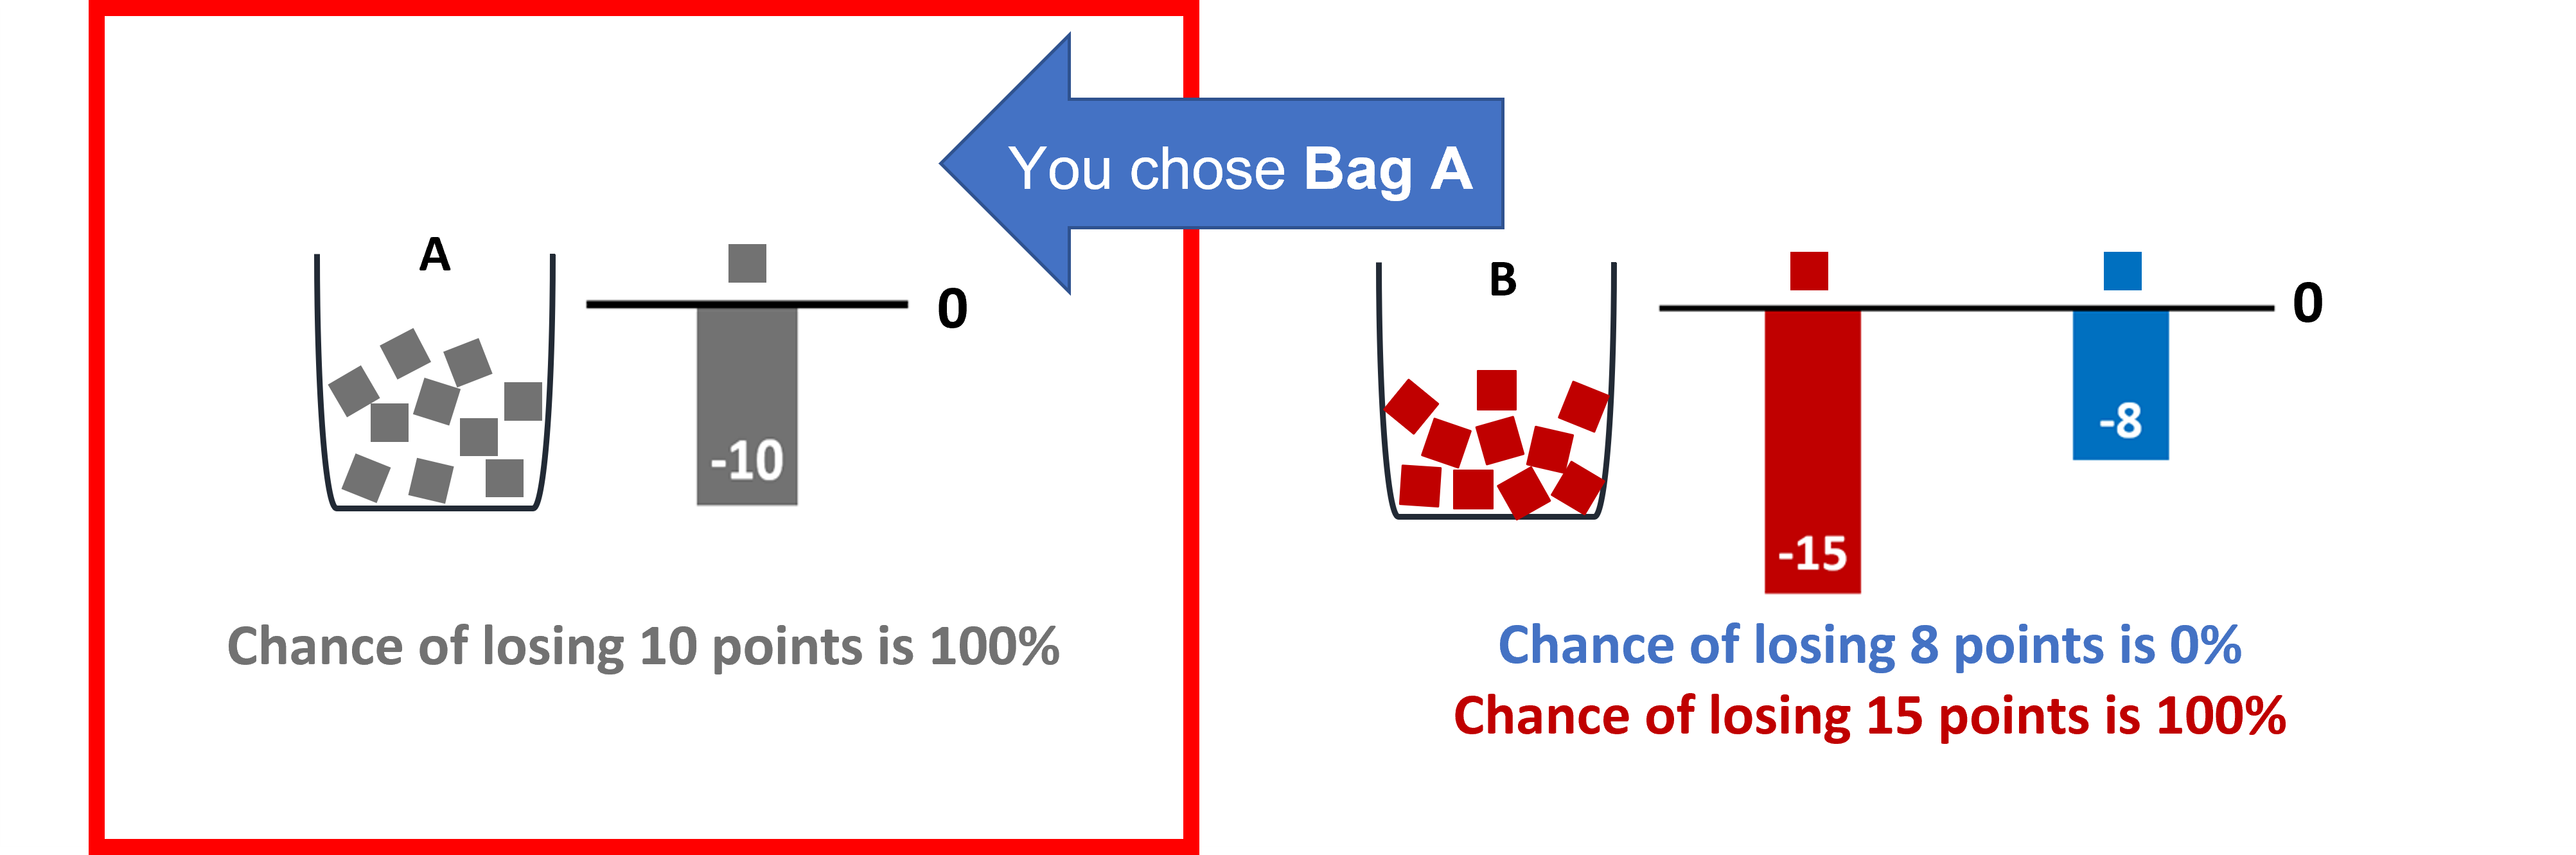 You chose Bag A
A
0
-10
Chance of losing 10 points is 100%
B
0
-15
-8
Chance of losing 8 points is 0%
Chance of losing 15 points is 100%